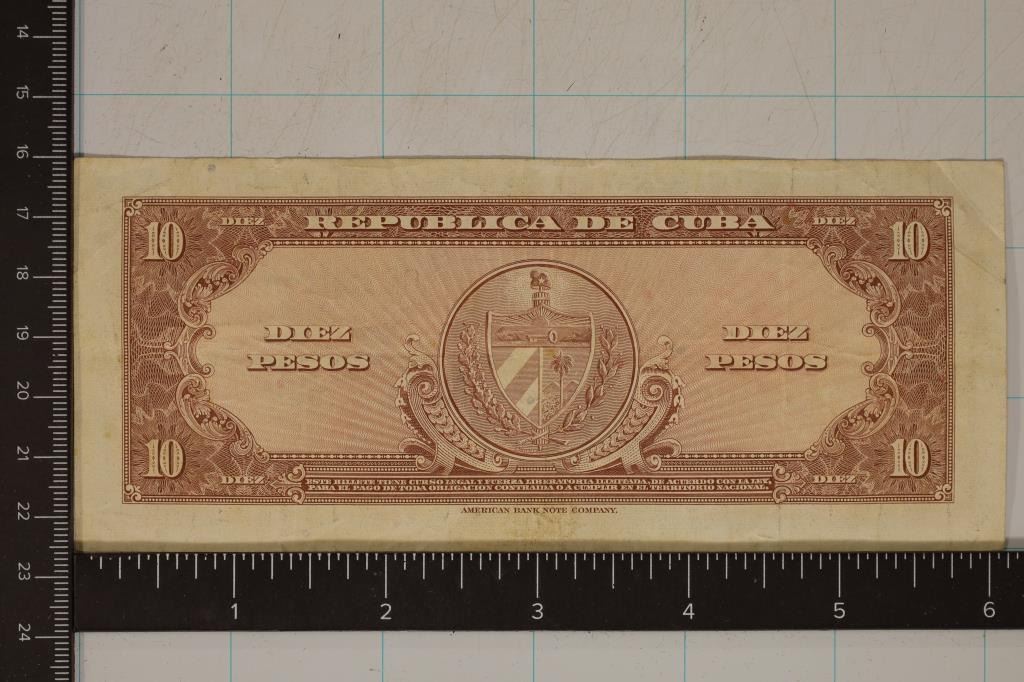 14
15
16
17
18
19
20
21
22
23
24
DIEZ REPUBLICA DE CUBA DIEZ
10 10
DIEZ DIEZ
PESOS PESOS
10 10
DIEZ DIEZ
ESTE BILLETE TIENE CURSO LEGAL Y FUERZA LIBERATORIA ILIMITADA, DE ACUERDO CON LA LEY,
PARA EL PAGO DE TODA OBLIGACION CONTRAIDA O A CUMPLIR EN EL TERRITORIO NACIONAL
AMERICAN BANK NOTE COMPANY.
1 2 3 4 5 6